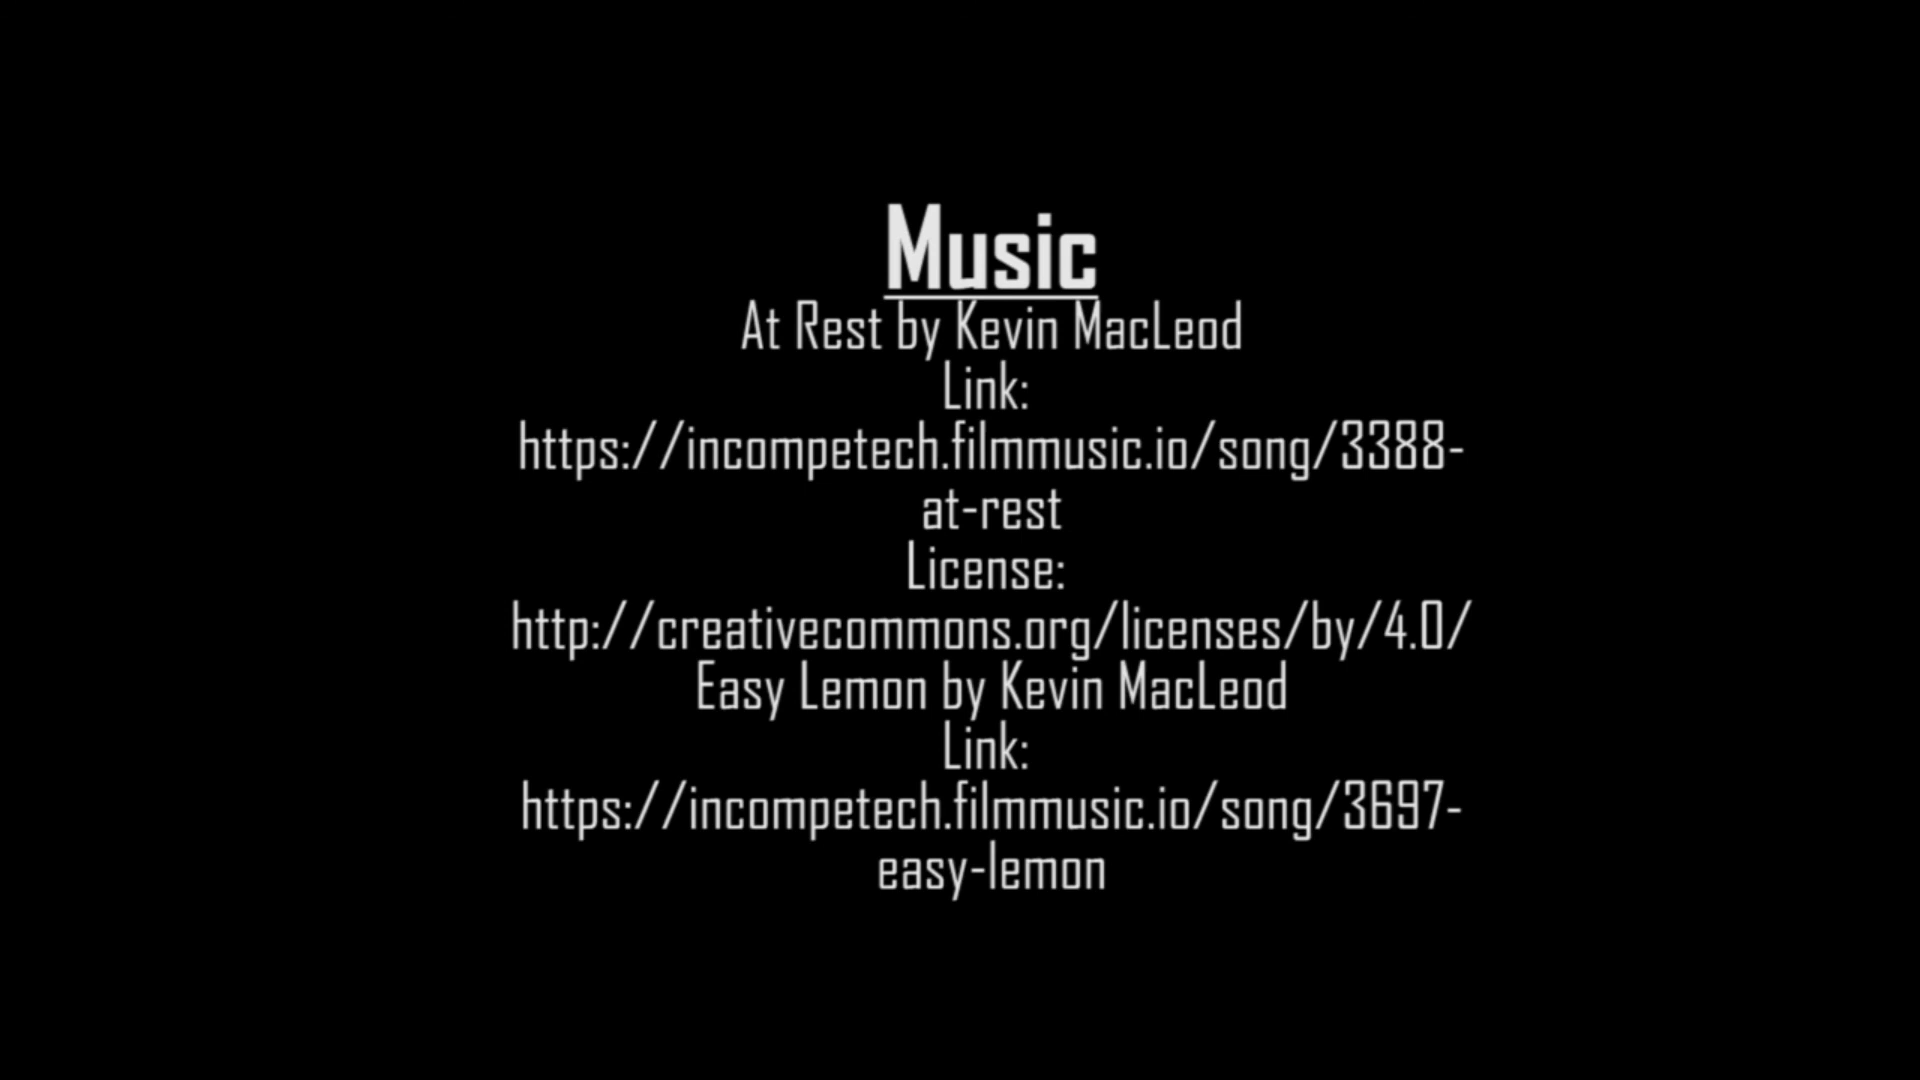 Music
At Rest by Kevin MacLeod
Link:
https://incompetech.filmmusic.io/song/3388-
at-rest
License:
http://creativecommons.org/licenses/by/4.0/
Easy Lemon by Kevin MacLeod
Link:
https://incompetech.filmmusic.io/song/3697-
easy-lemon